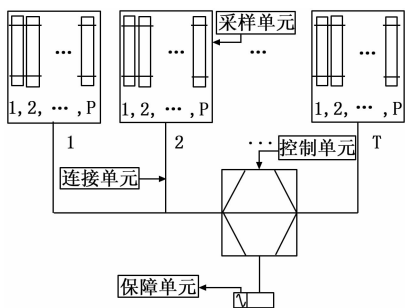 采样单元
... ... ... ...
1,2, ... ,P 1,2, ... ,P 1,2, ... ,P
1 2 ... T
控制单元
连接单元
保障单元